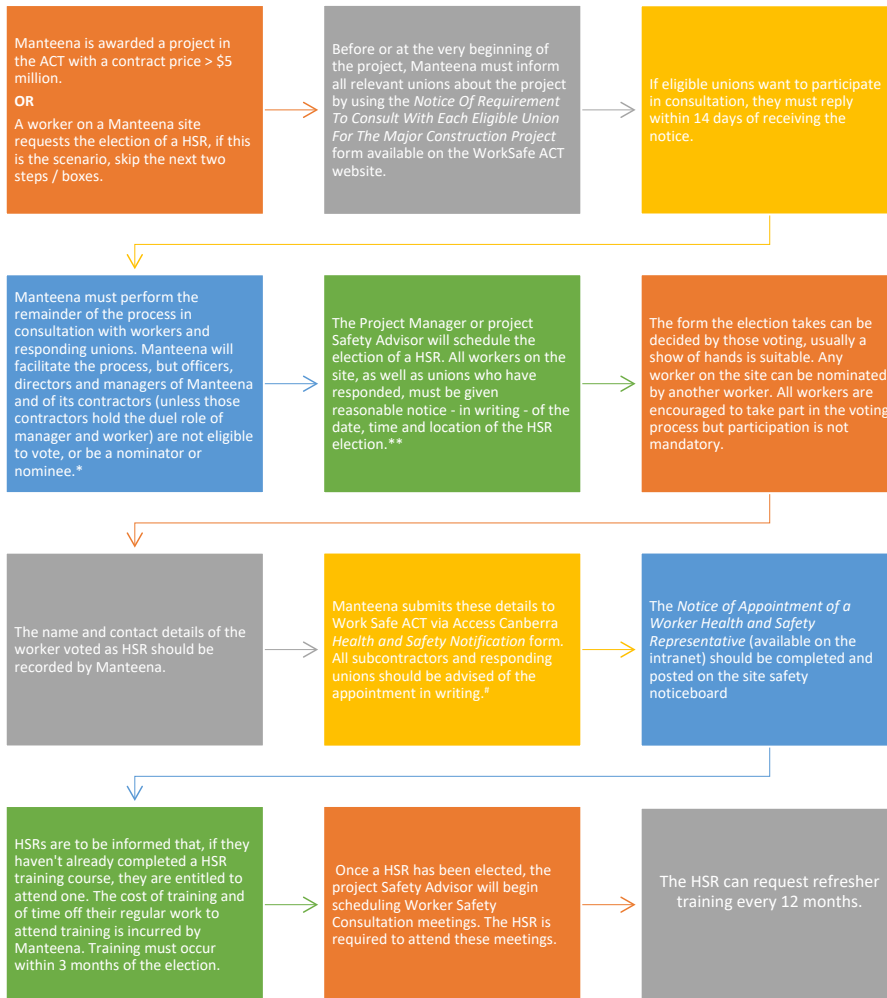 Manteena is awarded a project in
the ACT with a contract price > $5
million.
OR
A worker on a Manteena site
requests the election of a HSR, if this
is the scenario, skip the next two
steps / boxes.
Before or at the very beginning of
the project, Manteena must inform
all relevant unions about the project
by using the Notice Of Requirement
To Consult With Each Eligible Union
For The Major Construction Project
form available on the WorkSafe ACT
website.
If eligible unions want to participate
in consultation, they must reply
within 14 days of receiving the
notice.
Manteena must perform the
remainder of the process in
consultation with workers and
responding unions. Manteena will
facilitate the process, but officers,
directors and managers of Manteena
and of its contractors (unless those
contractors hold the duel role of
manager and worker) are not eligible
to vote, or be a nominator or
nominee.*
The Project Manager or project
Safety Advisor will schedule the
election of a HSR. All workers on the
site, as well as unions who have
responded, must be given
reasonable notice - in writing - of the
date, time and location of the HSR
election.**
The form the election takes can be
decided by those voting, usually a
show of hands is suitable. Any
worker on the site can be nominated
by another worker. All workers are
encouraged to take part in the voting
process but participation is not
mandatory.
The name and contact details of the
worker voted as HSR should be
recorded by Manteena.
Manteena submits these details to
Work Safe ACT via Access Canberra
Health and Safety Notification form.
All subcontractors and responding
unions should be advised of the
appointment in writing.#
The Notice of Appointment of a
Worker Health and Safety
Representative (available on the
intranet) should be completed and
posted on the site safety
noticeboard
HSRs are to be informed that, if they
haven't already completed a HSR
training course, they are entitled to
attend one. The cost of training and
of time off their regular work to
attend training is incurred by
Manteena. Training must occur
within 3 months of the election.
Once a HSR has been elected, the
project Safety Advisor will begin
scheduling Worker Safety
Consultation meetings. The HSR is
required to attend these meetings.
The HSR can request refresher
training every 12 months.